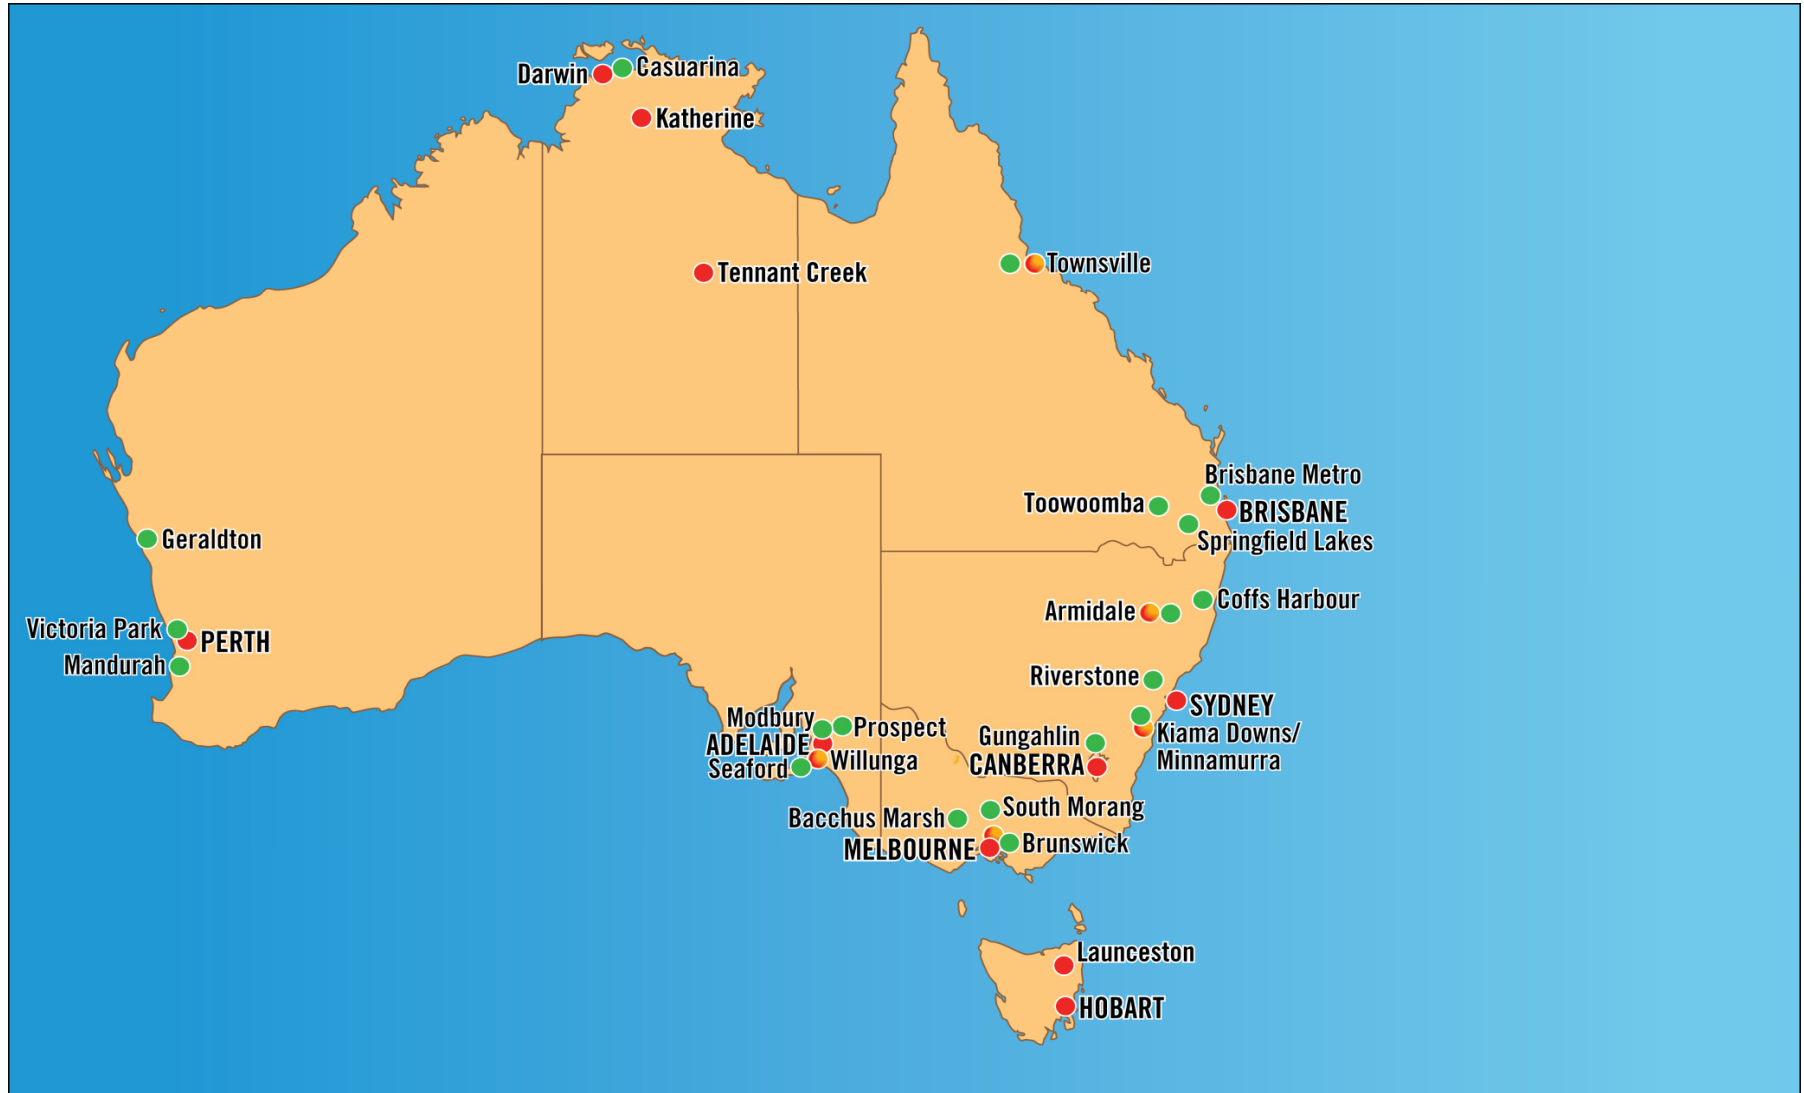 Darwin
Casuarina
Katherine
Tennant Creek
Townsville
Brisbane Metro
Toowoomba
BRISBANE
Springfield Lakes
Geraldton
Coffs Harbour
Armidale
Victoria Park
PERTH
Mandurah
Riverstone
SYDNEY
Modbury
Prospect
Kiama Downs/
Minnamurra
Gungahlin
ADELAIDE
Willunga
CANBERRA
Seaford
South Morang
Bacchus Marsh
Brunswick
MELBOURNE
Launceston
HOBART